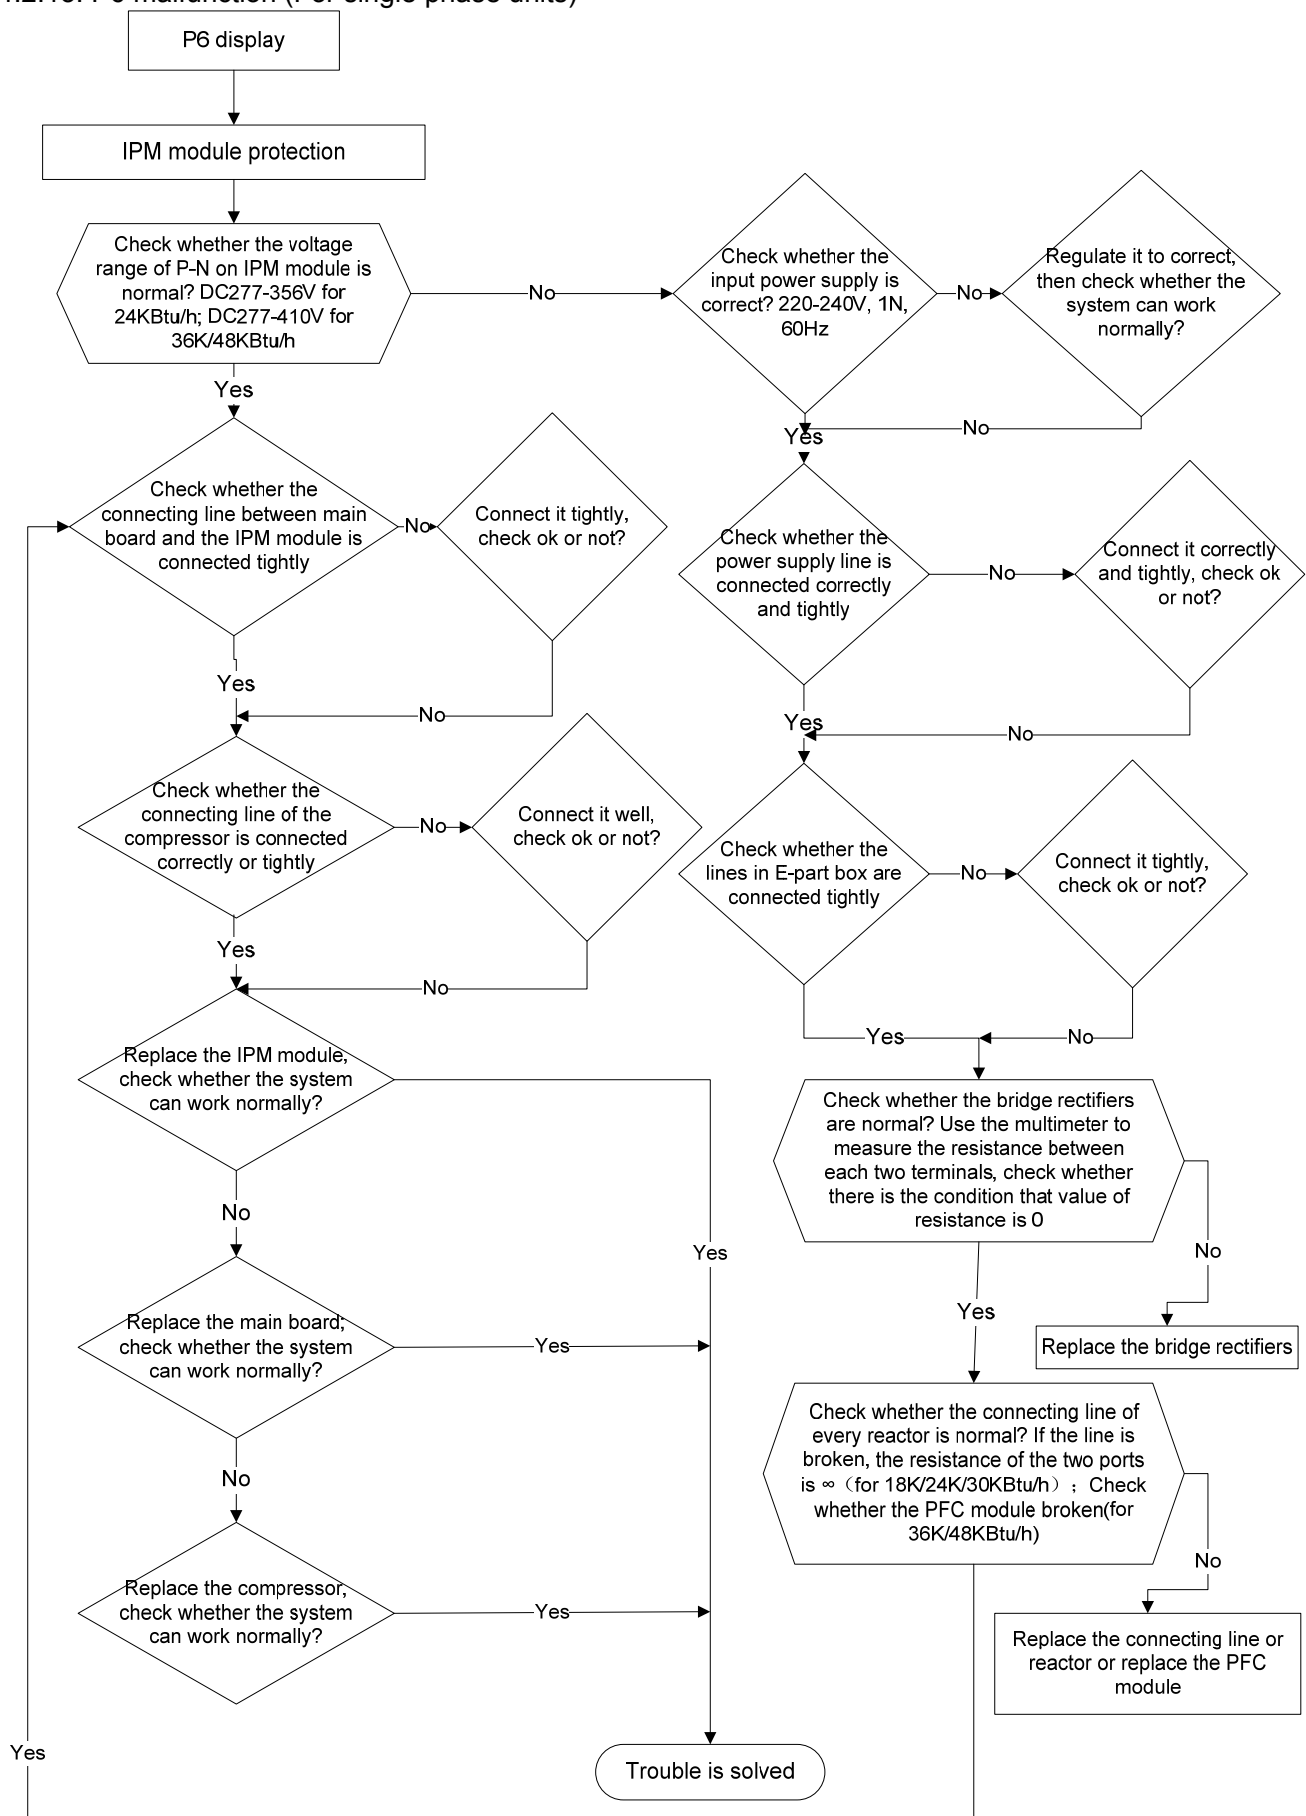 P6 display
IPM module protection
Check whether the voltage
range of P-N on IPM module is
normal? DC277-356V for
24KBtu/h; DC277-410V for
36K/48KBtu/h
No
Check whether the
input power supply is
correct? 220-240V, 1N,
60Hz
No
Regulate it to correct,
then check whether the
system can work
normally?
Yes
No
Yes
Check whether the
connecting line between main
board and the IPM module is
connected tightly
No
Connect it tightly,
check ok or not?
Check whether the
power supply line is
connected correctly
and tightly
No
Connect it correctly
and tightly, check ok
or not?
Yes
No
Yes
No
Check whether the
connecting line of the
compressor is connected
correctly or tightly
No
Connect it well,
check ok or not?
Check whether the
lines in E-part box are
connected tightly
No
Connect it tightly,
check ok or not?
Yes
No
Yes
No
Replace the IPM module,
check whether the system
can work normally?
Check whether the bridge rectifiers
are normal? Use the multimeter to
measure the resistance between
each two terminals, check whether
there is the condition that value of
resistance is 0
No
Yes
No
Yes
Replace the bridge rectifiers
Replace the main board;
check whether the system
can work normally?
Yes
Check whether the connecting line of
every reactor is normal? If the line is
broken, the resistance of the two ports
is ∞（for 18K/24K/30KBtu/h）；Check
whether the PFC module broken(for
36K/48KBtu/h)
No
No
Replace the compressor,
check whether the system
can work normally?
Yes
Replace the connecting line or
reactor or replace the PFC
module
Yes
Trouble is solved